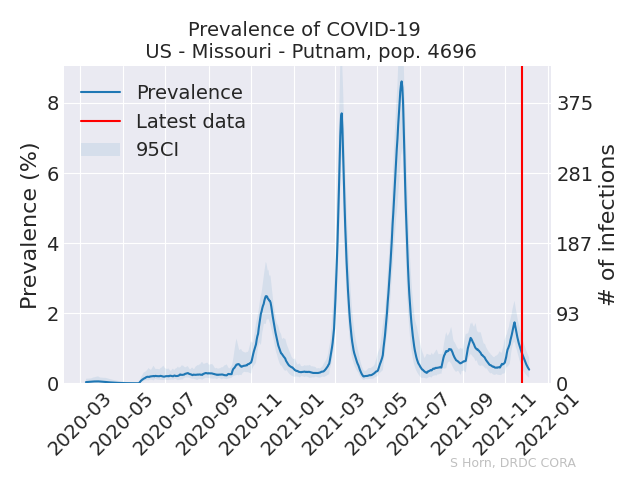 Prevalence of COVID-19
US - Missouri - Putnam, pop. 4696
Prevalence
Latest data
95CI
Prevalence (%)
8
6
4
2
0
375
281
187
93
0
# of infections
2020-03
2020-05
2020-07
2020-09
2020-11
2021-01
2021-03
2021-05
2021-07
2021-09
2021-11
2022-01
S Horn, DRDC CORA